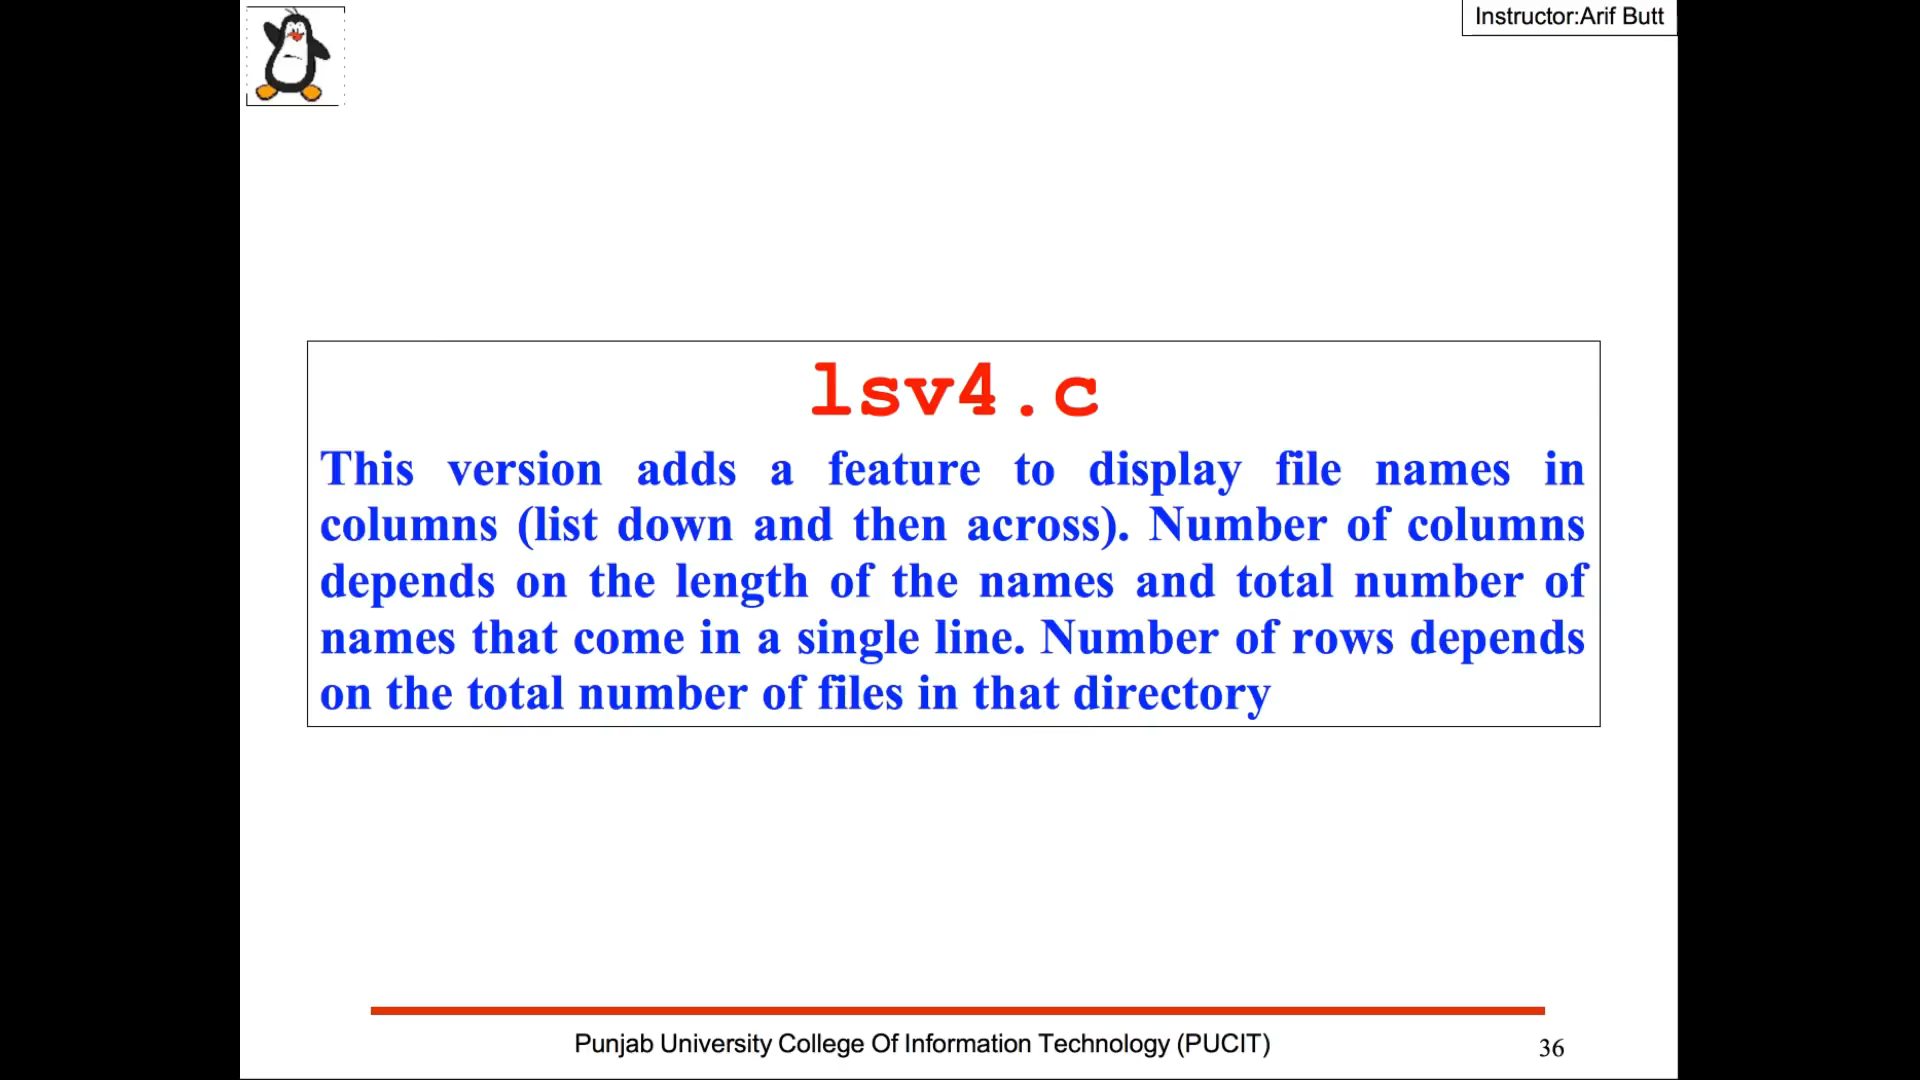 Instructor:Arif Butt
lsv4.c
This version adds a feature to display file names in
columns (list down and then across). Number of columns
depends on the length of the names and total number of
names that come in a single line. Number of rows depends
on the total number of files in that directory
Punjab University College Of Information Technology (PUCIT)
36